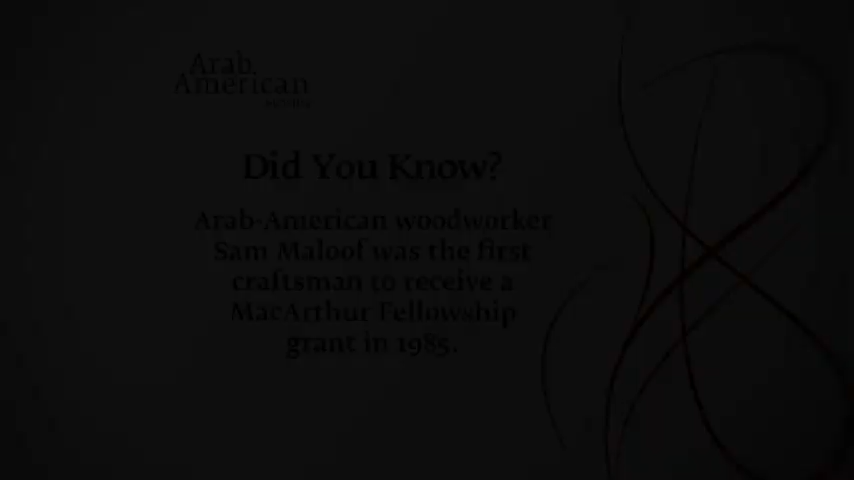 Arab
American
Did You Know?
Arab-American woodworker
Sam Maloof was the first
craftsman to receive a
MacArthur Fellowship
grant in 1985.